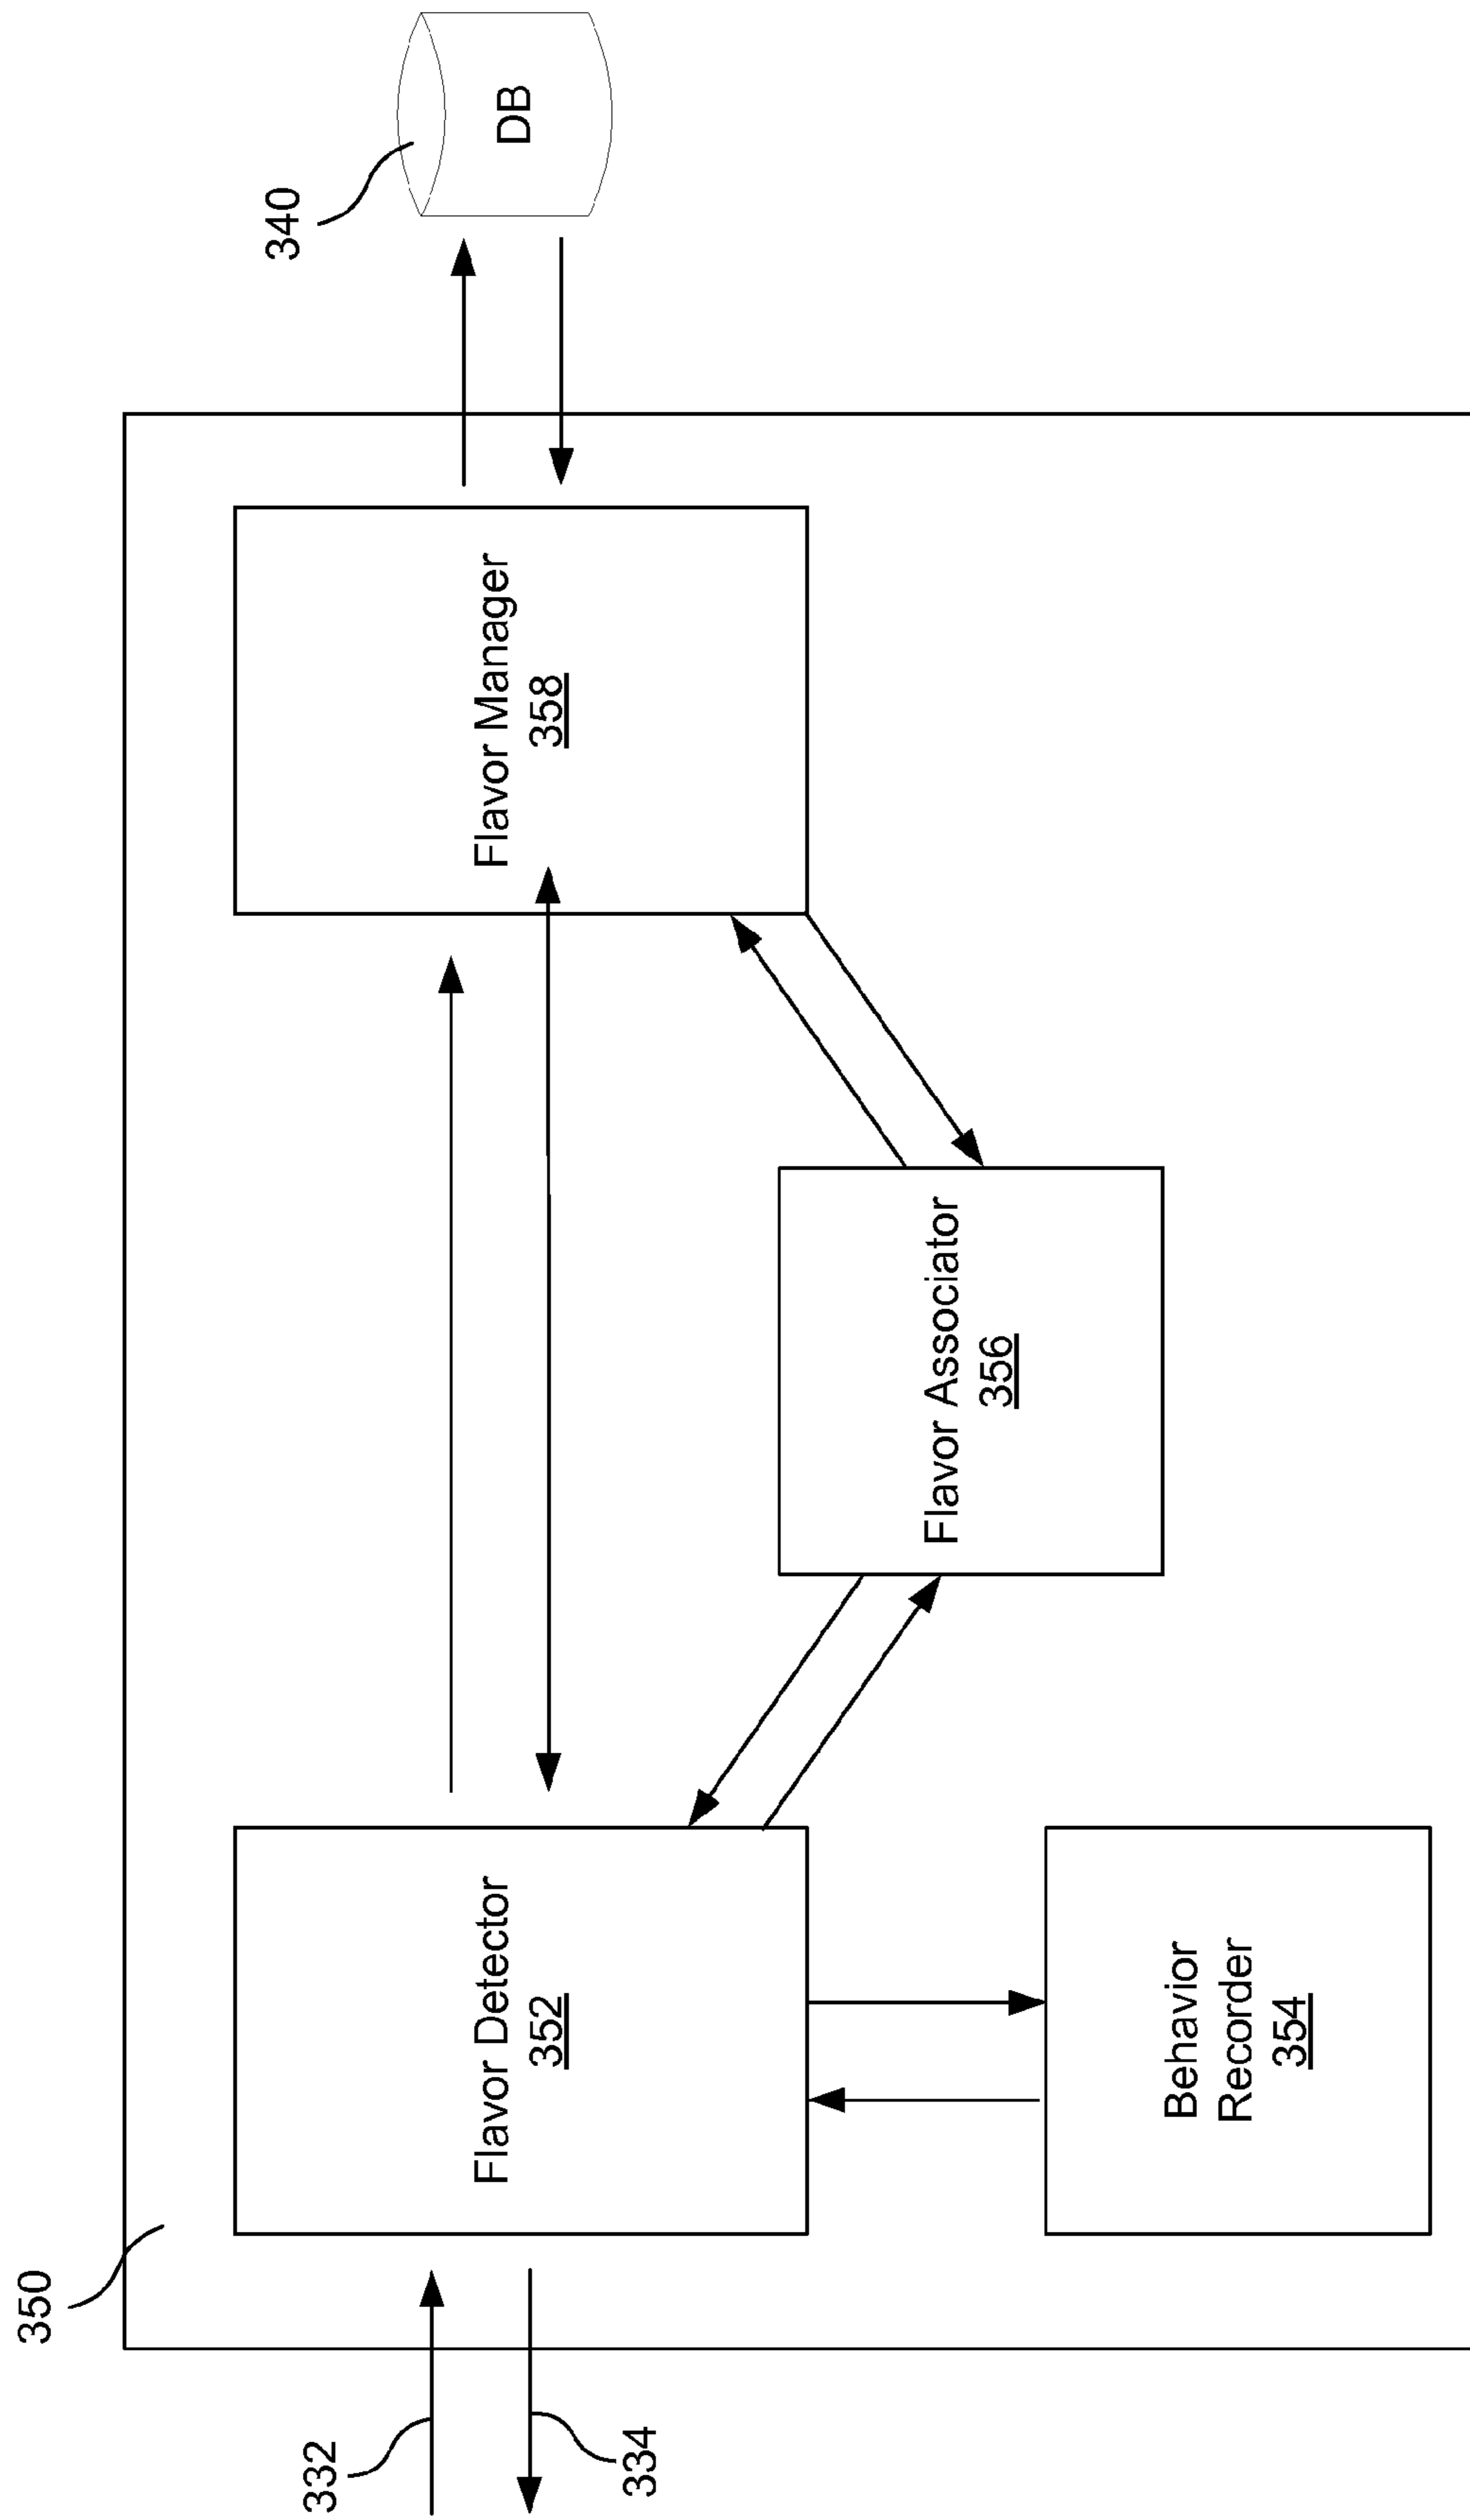 350
332
334
Flavor Detector
352
Behavior
Recorder
354
Flavor Associator
356
Flavor Manager
358
340
DB